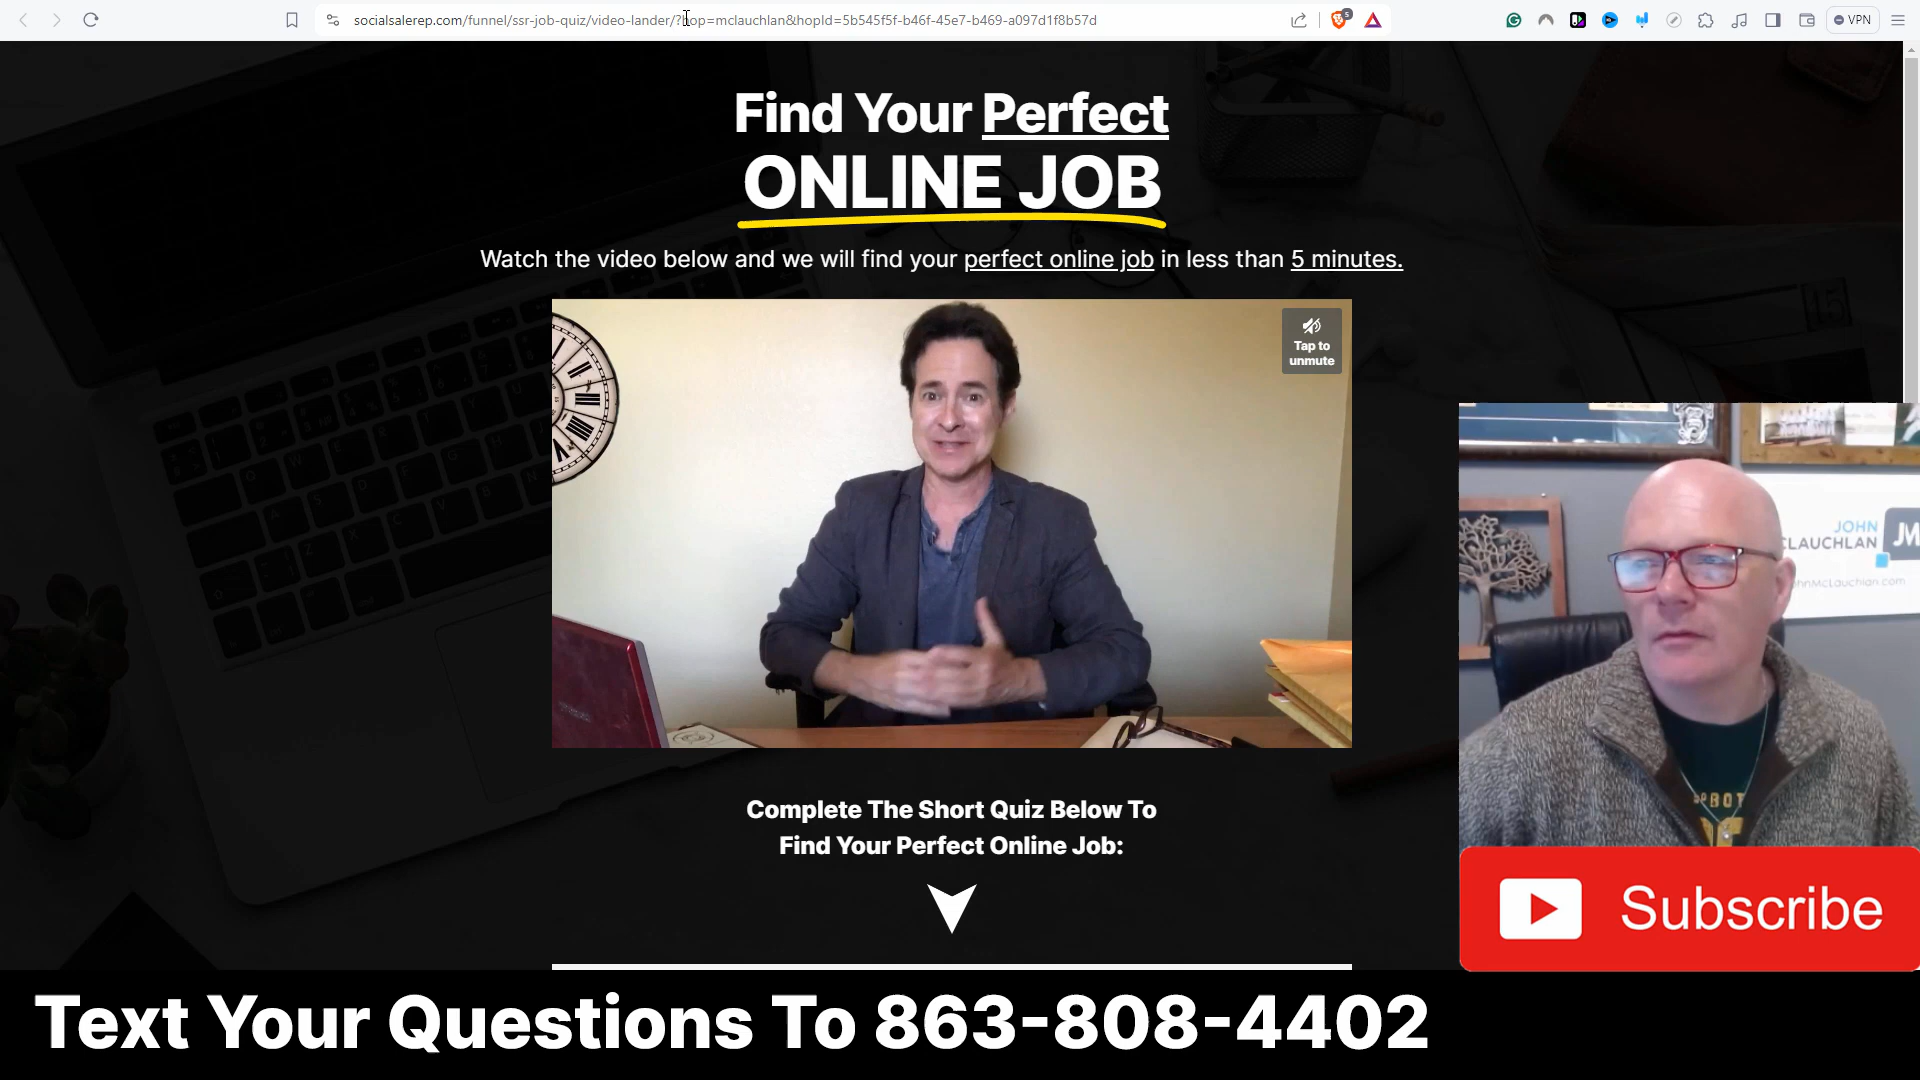 socialsalerep.com/funnel/ssr-job-quiz/video-lander/?hop=mclauchlan&hopId=5b545f5f-b46f-45e7-b469-a097d1f8b57d
VPN
Find Your Perfect
ONLINE JOB
Watch the video below and we will find your perfect online job in less than 5 minutes.
Tap to
unmute
JOHN
CLAUCHLAN
JM
hnMcLauchlan.com
Complete The Short Quiz Below To
Find Your Perfect Online Job:
Subscribe
Text Your Questions To 863-808-4402